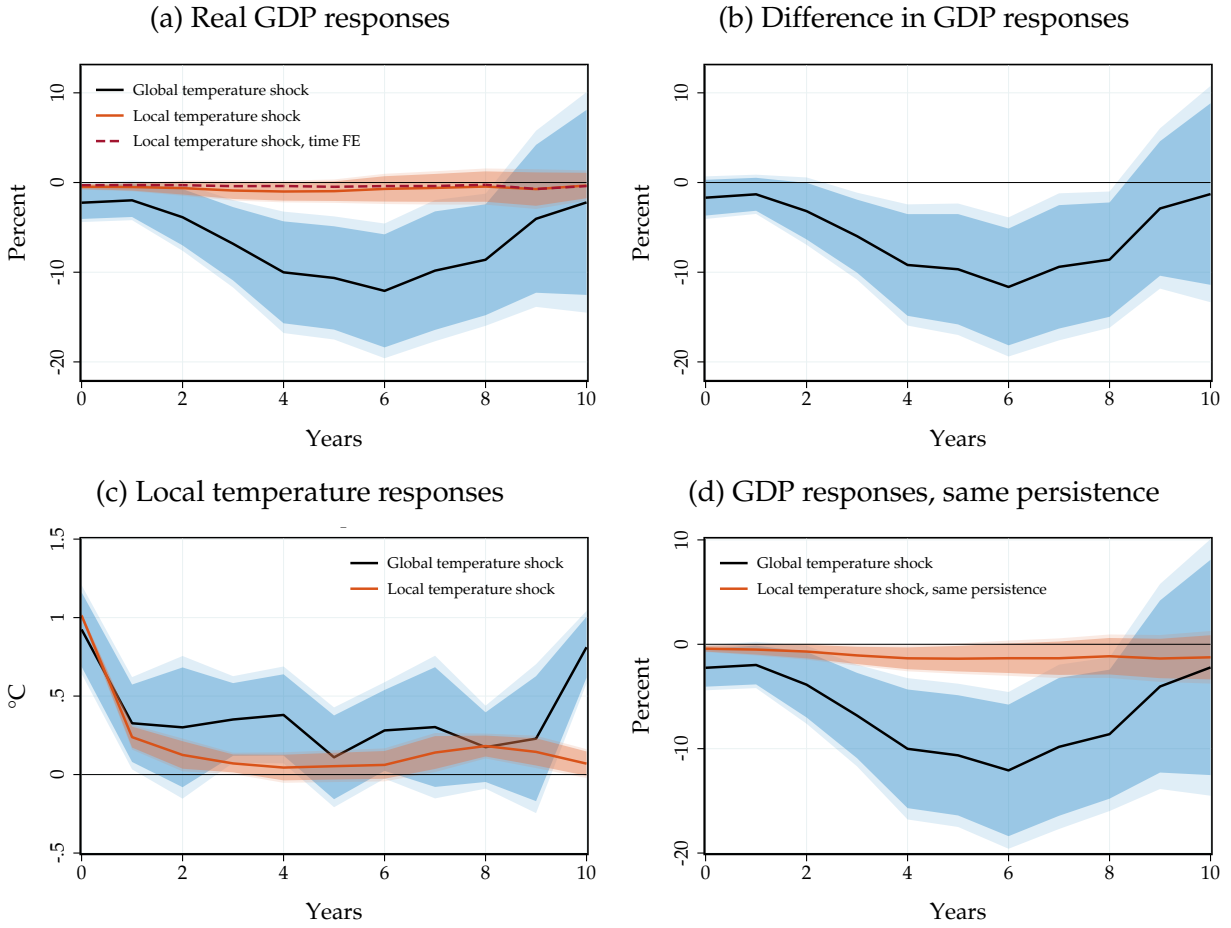 (a) Real GDP responses
Percent
10
0
-10
-20
Global temperature shock
Local temperature shock
Local temperature shock, time FE
0 2 4 6 8 10
Years
(b) Difference in GDP responses
Percent
10
0
-10
-20
0 2 4 6 8 10
Years
(c) Local temperature responses
°C
1.5
1
.5
0
-.5
Global temperature shock
Local temperature shock
0 2 4 6 8 10
Years
(d) GDP responses, same persistence
Percent
10
0
-10
-20
Global temperature shock
Local temperature shock, same persistence
0 2 4 6 8 10
Years